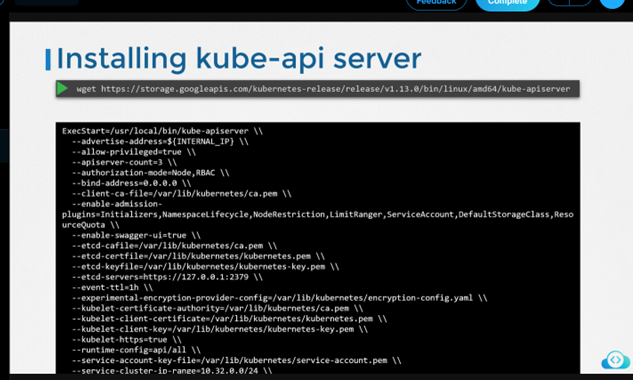 Feedback
Complete
Installing kube-api server
wget https://storage.googleapis.com/kubernetes-release/release/v1.13.0/bin/linux/amd64/kube-apiserver
ExecStart=/usr/local/bin/kube-apiserver \\
--advertise-address=${INTERNAL_IP} \\
--allow-privileged=true \\
--apiserver-count=3 \\
--authorization-mode=Node,RBAC \\
--bind-address=0.0.0.0 \\
--client-ca-file=/var/lib/kubernetes/ca.pem \\
--enable-admission-
plugins=Initializers,NamespaceLifecycle,NodeRestriction,LimitRanger,ServiceAccount,DefaultStorageClass,Reso
urceQuota \\
--enable-swagger-ui=true \\
--etcd-cafile=/var/lib/kubernetes/ca.pem \\
--etcd-certfile=/var/lib/kubernetes/kubernetes.pem \\
--etcd-keyfile=/var/lib/kubernetes/kubernetes-key.pem \\
--etcd-servers=https://127.0.0.1:2379 \\
--event-ttl=1h \\
--experimental-encryption-provider-config=/var/lib/kubernetes/encryption-config.yaml \\
--kubelet-certificate-authority=/var/lib/kubernetes/ca.pem \\
--kubelet-client-certificate=/var/lib/kubernetes/kubernetes.pem \\
--kubelet-client-key=/var/lib/kubernetes/kubernetes-key.pem \\
--kubelet-https=true \\
--runtime-config=api/all \\
--service-account-key-file=/var/lib/kubernetes/service-account.pem \\
--service-cluster-ip-range=10.32.0.0/24 \\